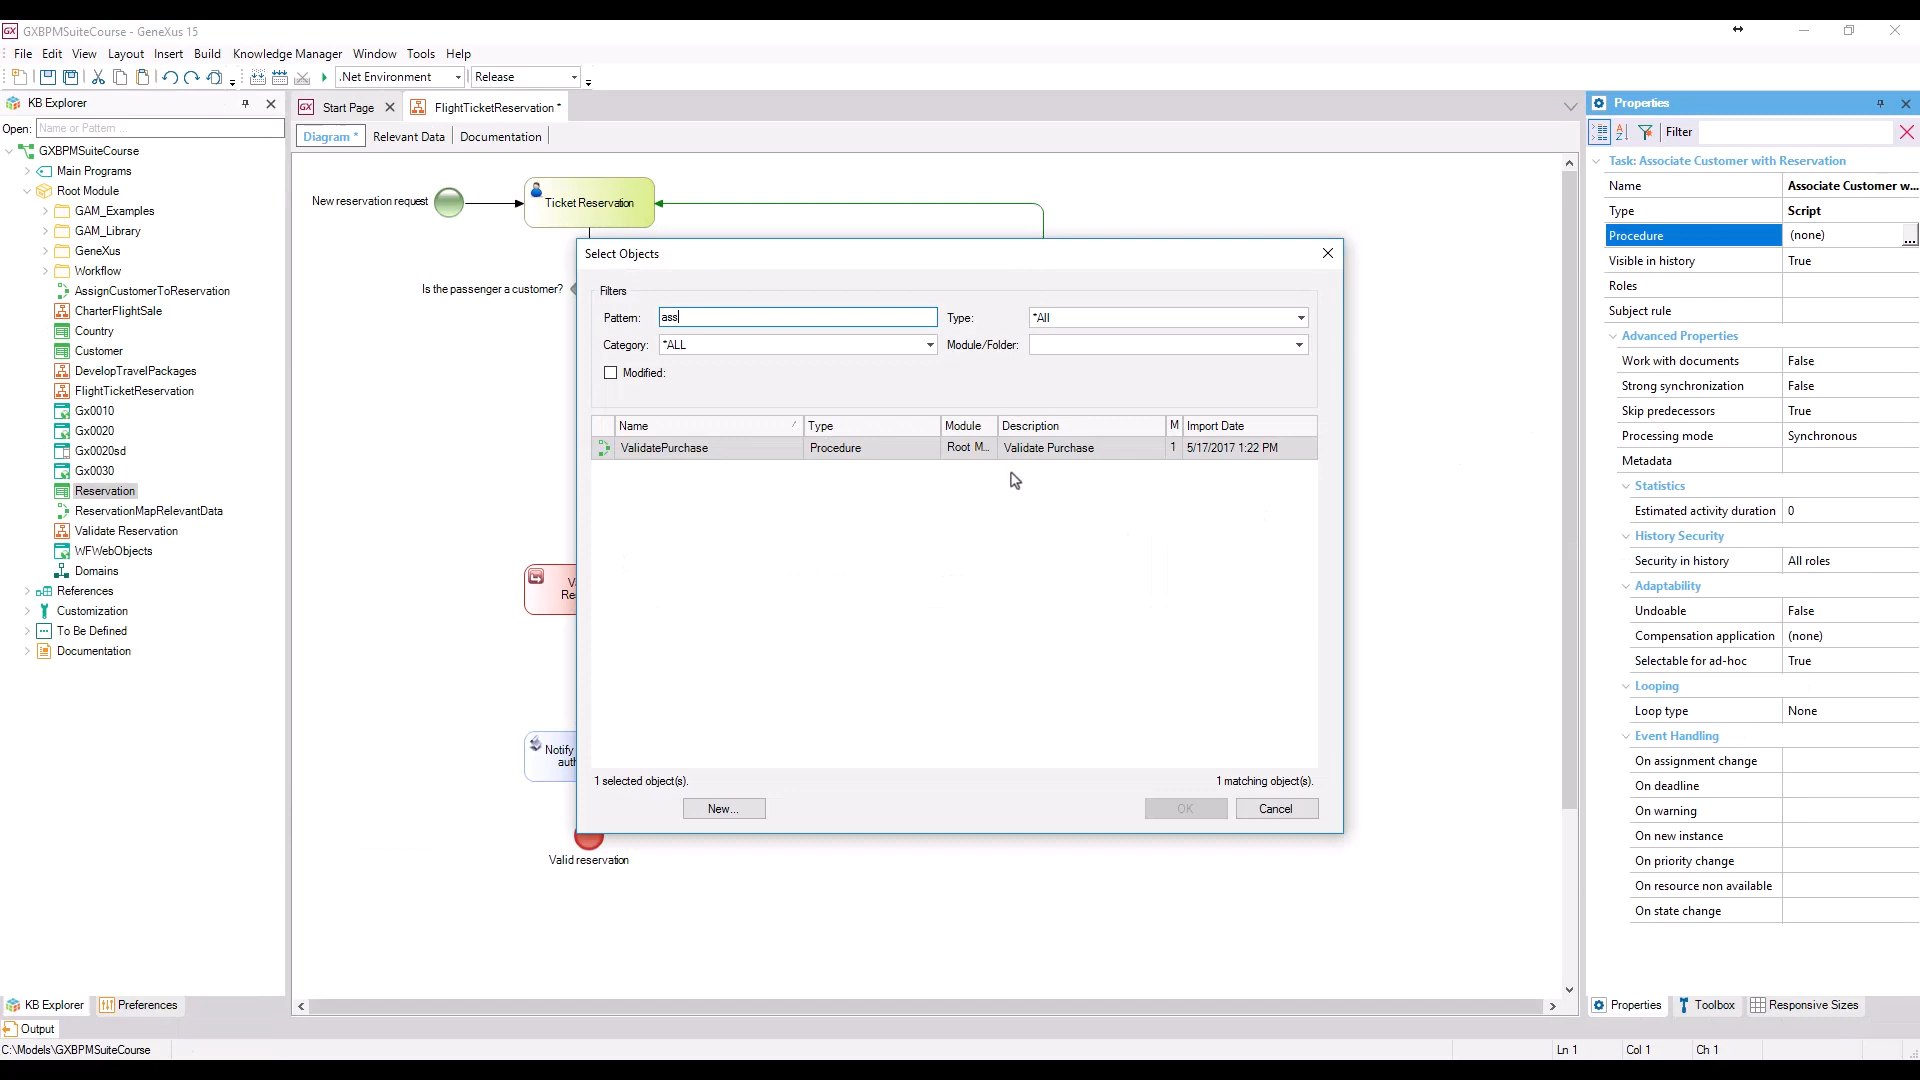 GX GXBPMSuiteCourse - GeneXus 15
File Edit View Layout Insert Build Knowledge Manager Window Tools Help
.Net Environment Release
KB Explorer
Open: Name or Pattern ...
GXBPMSuiteCourse
Main Programs
Root Module
GAM_Examples
GAM_Library
GeneXus
Workflow
AssignCustomerToReservation
CharterFlightSale
Country
Customer
DevelopTravelPackages
FlightTicketReservation
Gx0010
Gx0020
Gx0020sd
Gx0030
Reservation
ReservationMapRelevantData
Validate Reservation
WFWebObjects
Domains
References
Customization
To Be Defined
Documentation
KB Explorer Preferences
Output
C:\Models\GXBPMSuiteCourse
GX Start Page FlightTicketReservation *
Diagram * Relevant Data Documentation
New reservation request
Ticket Reservation
Is the passenger a customer?
Notify
auth
Valid reservation
Select Objects
Filters
Pattern: ass Type: *All
Category: *ALL Module/Folder:
Modified:
Name Type Module Description M Import Date
ValidatePurchase Procedure Root M... Validate Purchase 1 5/17/2017 1:22 PM
1 selected object(s). 1 matching object(s).
New... OK Cancel
Properties
Filter
Task: Associate Customer with Reservation
Name Associate Customer w...
Type Script
Procedure (none) ...
Visible in history True
Roles
Subject rule
Advanced Properties
Work with documents False
Strong synchronization False
Skip predecessors True
Processing mode Synchronous
Metadata
Statistics
Estimated activity duration 0
History Security
Security in history All roles
Adaptability
Undoable False
Compensation application (none)
Selectable for ad-hoc True
Looping
Loop type None
Event Handling
On assignment change
On deadline
On warning
On new instance
On priority change
On resource non available
On state change
Properties Toolbox Responsive Sizes
Ln 1 Col 1 Ch 1